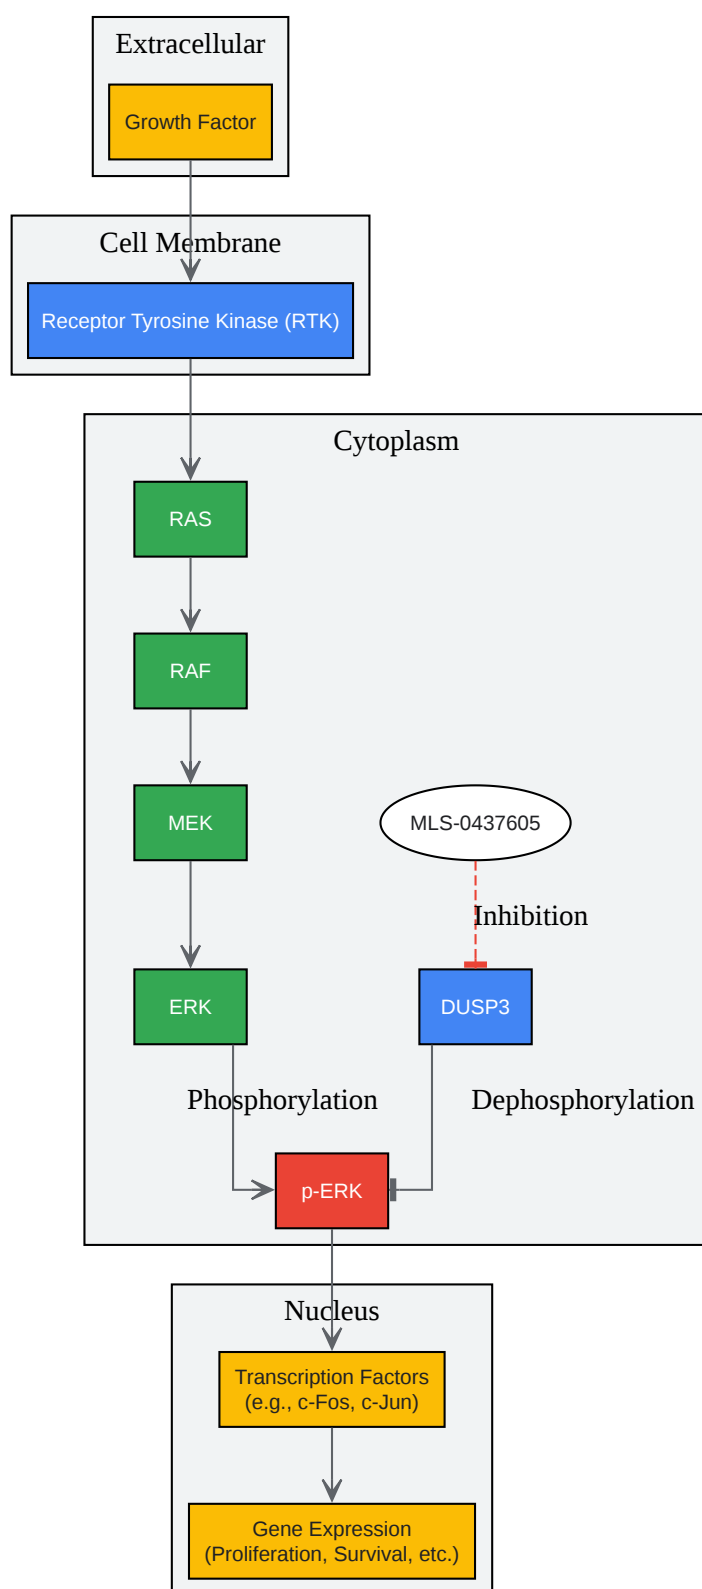 Extracellular
Growth Factor
Cell Membrane
Receptor Tyrosine Kinase (RTK)
Cytoplasm
RAS
RAF
MEK
MLS-0437605
Inhibition
ERK
DUSP3
Phosphorylation
Dephosphorylation
p-ERK
Nucleus
Transcription Factors
(e.g., c-Fos, c-Jun)
Gene Expression
(Proliferation, Survival, etc.)